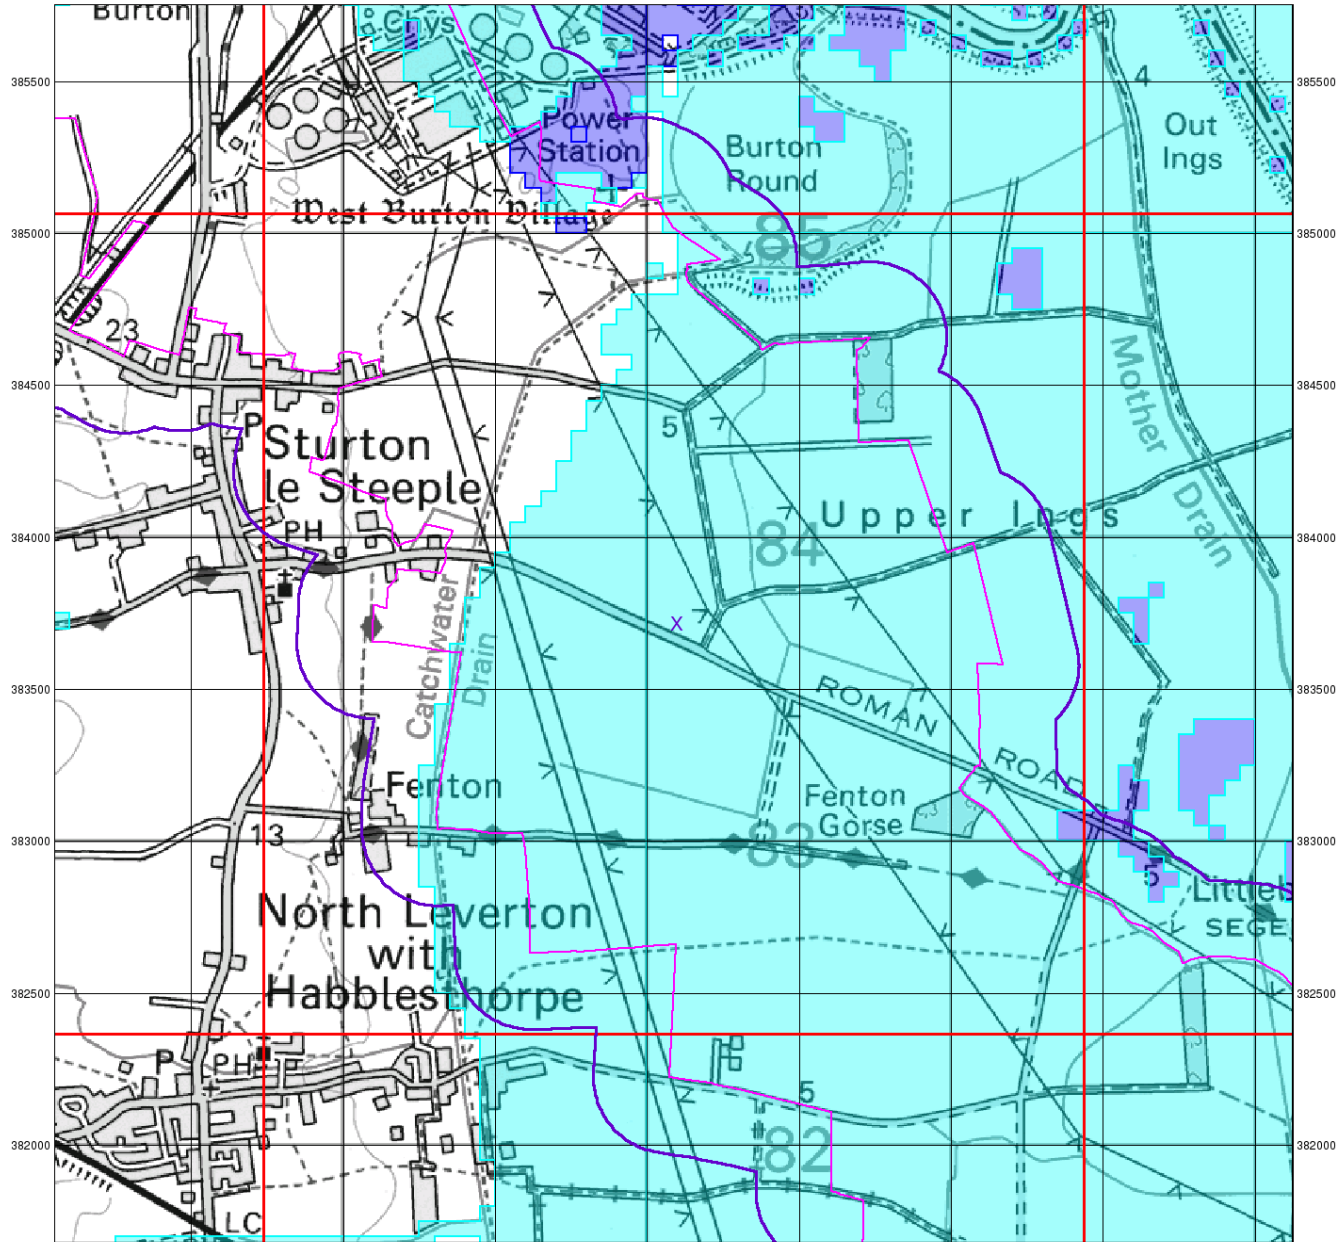 Burton
Chys
385500
385500
4
Power
Station
Out
Ings
Burton
Round
10
West Burton Village
385000
85
385000
23
Mother
384500
384500
5
P
Sturton
le Steeple
Upper Ings
Drain
PH
84
384000
384000
Catchwater
Drain
X
383500
383500
ROMAN
ROAD
Fenton
Fenton
Gorse
13
383000
83
383000
5
Littleb
SEGE
North Leverton
with
Habblesthorpe
382500
382500
P
PH
5
382000
82
382000
LC